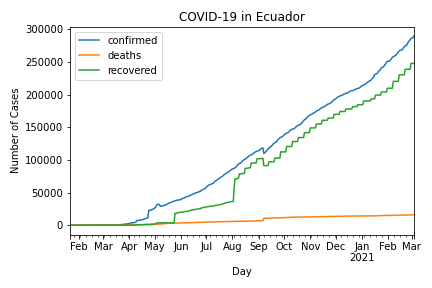 COVID-19 in Ecuador
confirmed
deaths
recovered
300000
250000
200000
150000
100000
50000
0
Number of Cases
Feb Mar Apr May Jun Jul Aug Sep Oct Nov Dec Jan Feb Mar
2021
Day